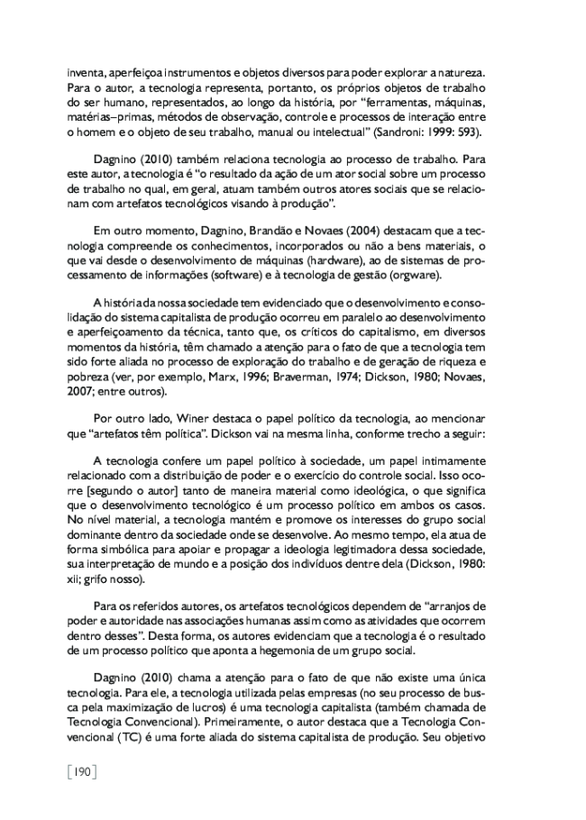 inventa, aperfeiçoa instrumentos e objetos diversos para poder explorar a natureza.
Para o autor, a tecnologia representa, portanto, os próprios objetos de trabalho
do ser humano, representados, ao longo da história, por “ferramentas, máquinas,
matérias–primas, métodos de observação, controle e processos de interação entre
o homem e o objeto de seu trabalho, manual ou intelectual” (Sandroni: 1999: 593).
Dagnino (2010) também relaciona tecnologia ao processo de trabalho. Para
este autor, a tecnologia é “o resultado da ação de um ator social sobre um processo
de trabalho no qual, em geral, atuam também outros atores sociais que se relacio-
nam com artefatos tecnológicos visando à produção”.
Em outro momento, Dagnino, Brandão e Novaes (2004) destacam que a tec-
nologia compreende os conhecimentos, incorporados ou não a bens materiais, o
que vai desde o desenvolvimento de máquinas (hardware), ao de sistemas de pro-
cessamento de informações (software) e à tecnologia de gestão (orgware).
A história da nossa sociedade tem evidenciado que o desenvolvimento e conso-
lidação do sistema capitalista de produção ocorreu em paralelo ao desenvolvimento
e aperfeiçoamento da técnica, tanto que, os críticos do capitalismo, em diversos
momentos da história, têm chamado a atenção para o fato de que a tecnologia tem
sido forte aliada no processo de exploração do trabalho e de geração de riqueza e
pobreza (ver, por exemplo, Marx, 1996; Braverman, 1974; Dickson, 1980; Novaes,
2007; entre outros).
Por outro lado, Winer destaca o papel político da tecnologia, ao mencionar
que “artefatos têm política”. Dickson vai na mesma linha, conforme trecho a seguir:
A tecnologia confere um papel político à sociedade, um papel intimamente
relacionado com a distribuição de poder e o exercício do controle social. Isso oco-
rre [segundo o autor] tanto de maneira material como ideológica, o que significa
que o desenvolvimento tecnológico é um processo político em ambos os casos.
No nível material, a tecnologia mantém e promove os interesses do grupo social
dominante dentro da sociedade onde se desenvolve. Ao mesmo tempo, ela atua de
forma simbólica para apoiar e propagar a ideologia legitimadora dessa sociedade,
sua interpretação de mundo e a posição dos indivíduos dentre dela (Dickson, 1980:
xii; grifo nosso).
Para os referidos autores, os artefatos tecnológicos dependem de “arranjos de
poder e autoridade nas associações humanas assim como as atividades que ocorrem
dentro desses”. Desta forma, os autores evidenciam que a tecnologia é o resultado
de um processo político que aponta a hegemonia de um grupo social.
Dagnino (2010) chama a atenção para o fato de que não existe uma única
tecnologia. Para ele, a tecnologia utilizada pelas empresas (no seu processo de bus-
ca pela maximização de lucros) é uma tecnologia capitalista (também chamada de
Tecnologia Convencional). Primeiramente, o autor destaca que a Tecnologia Con-
vencional (TC) é uma forte aliada do sistema capitalista de produção. Seu objetivo
[190]